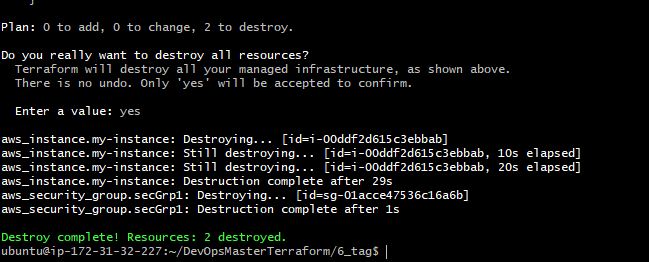 }
Plan: 0 to add, 0 to change, 2 to destroy.
Do you really want to destroy all resources?
Terraform will destroy all your managed infrastructure, as shown above.
There is no undo. Only 'yes' will be accepted to confirm.
Enter a value: yes
aws_instance.my-instance: Destroying... [id=i-00ddf2d615c3ebbab]
aws_instance.my-instance: Still destroying... [id=i-00ddf2d615c3ebbab, 10s elapsed]
aws_instance.my-instance: Still destroying... [id=i-00ddf2d615c3ebbab, 20s elapsed]
aws_instance.my-instance: Destruction complete after 29s
aws_security_group.secGrp1: Destroying... [id=sg-01acce47536c16a6b]
aws_security_group.secGrp1: Destruction complete after 1s
Destroy complete! Resources: 2 destroyed.
ubuntu@ip-172-31-32-227:~/DevOpsMasterTerraform/6_tag$